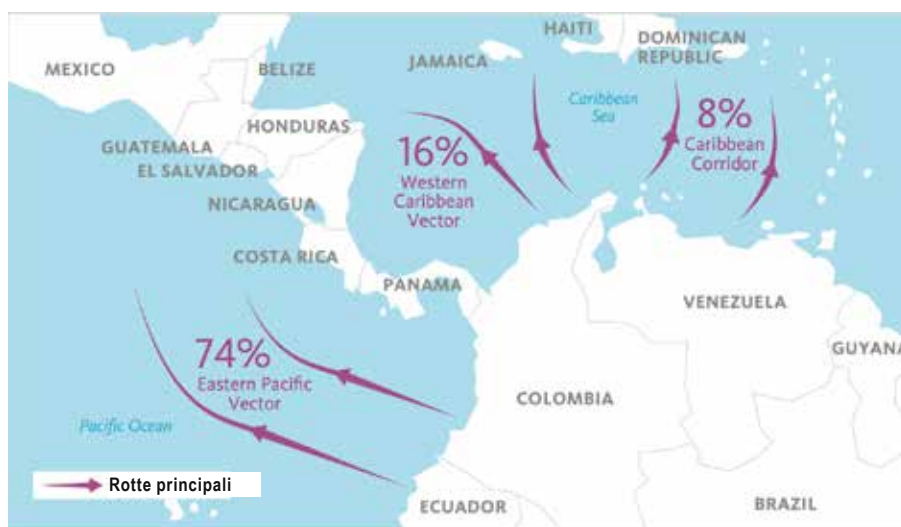 HAITI
DOMINICAN
REPUBLIC
MEXICO
BELIZE
JAMAICA
Caribbean
Sea
8%
Caribbean
Corridor
HONDURAS
GUATEMALA
EL SALVADOR
16%
Western
Caribbean
Vector
NICARAGUA
COSTA RICA
PANAMA
VENEZUELA
GUYANA
74%
Eastern Pacific
Vector
COLOMBIA
Pacific Ocean
Rotte principali
ECUADOR
BRAZIL